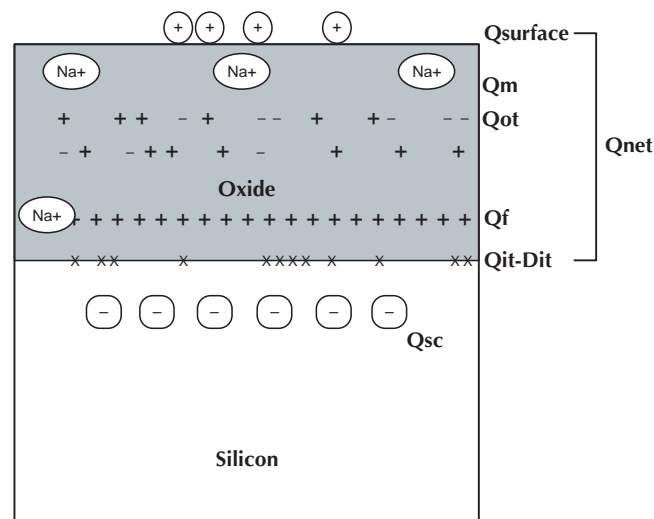 + + + + Qsurface
Na+ Na+ Na+ Qm
+ + + – + – – + + – – – Qot
– + – + + + – + + +
Qnet
Oxide
Na+ + + + + + + + + + + + + + + + + + + + Qf
x x x x x x x x x x x x Qit-Dit
– – – – – –
Qsc
Silicon